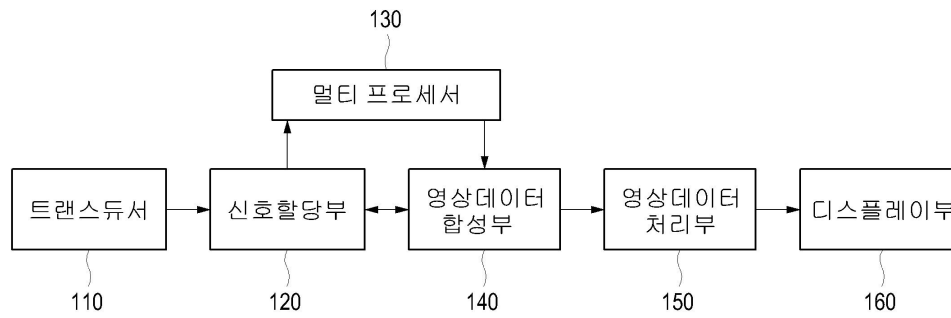 130
멀티 프로세서
트랜스듀서
신호할당부
영상데이터
합성부
영상데이터
처리부
디스플레이부
110
120
140
150
160